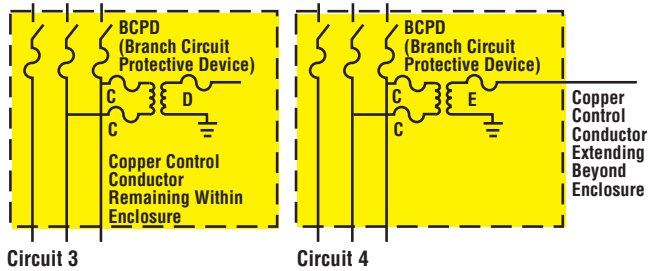 BCPD
(Branch Circuit
Protective Device)
C
D
C
Copper Control
Conductor
Remaining Within
Enclosure
Circuit 3
BCPD
(Branch Circuit
Protective Device)
C
E
C
Copper
Control
Conductor
Extending
Beyond
Enclosure
Circuit 4